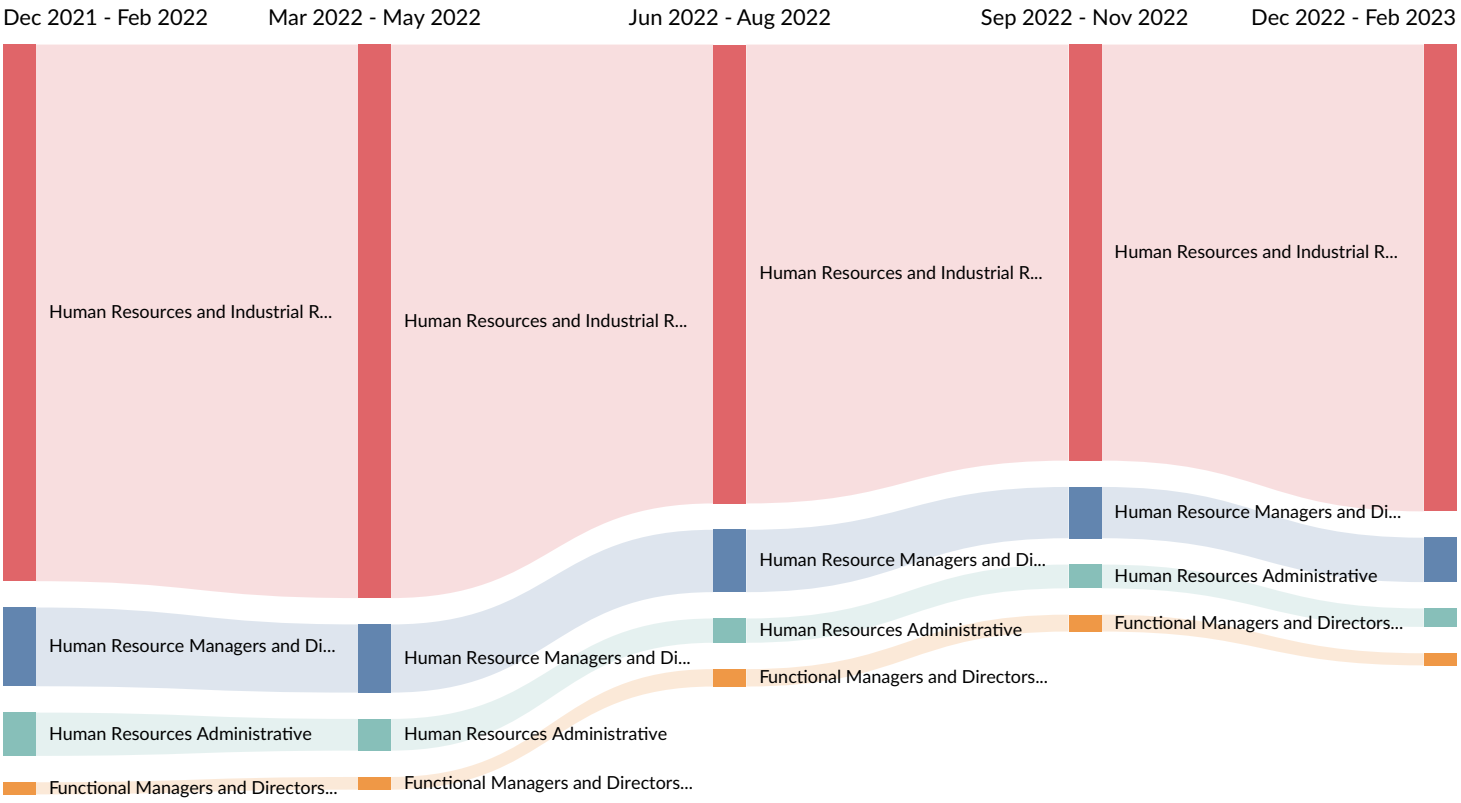 Dec 2021 - Feb 2022
Mar 2022 - May 2022
Jun 2022 - Aug 2022
Sep 2022 - Nov 2022
Dec 2022 - Feb 2023
Human Resources and Industrial R...
Human Resource Managers and Di...
Human Resources Administrative
Functional Managers and Directors...
Human Resources and Industrial R...
Human Resource Managers and Di...
Human Resources Administrative
Functional Managers and Directors...
Human Resources and Industrial R...
Human Resource Managers and Di...
Human Resources Administrative
Functional Managers and Directors...
Human Resources and Industrial R...
Human Resource Managers and Di...
Human Resources Administrative
Functional Managers and Directors...